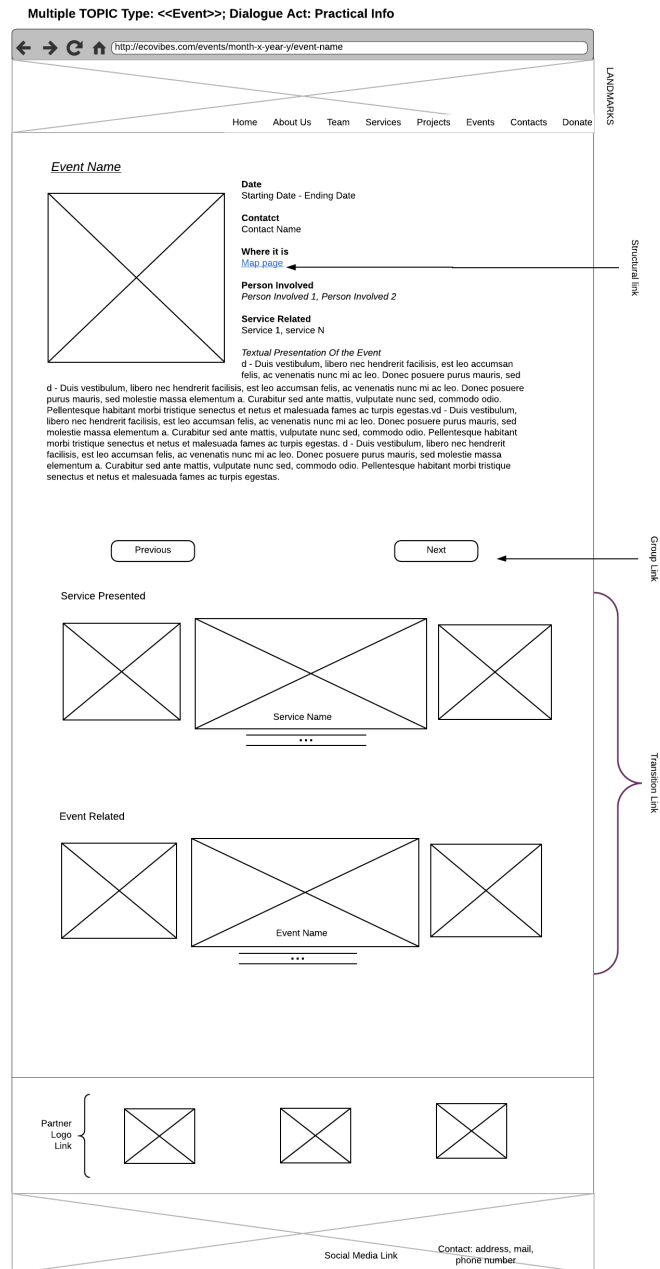 Multiple TOPIC Type: <<Event>>; Dialogue Act: Practical Info
http://ecovibes.com/events/month-x-year-y/event-name
LANDMARKS
Home About Us Team Services Projects Events Contacts Donate
Event Name
Date
Starting Date - Ending Date
Contatct
Contact Name
Where it is
Map page
Structural link
Person Involved
Person Involved 1, Person Involved 2
Service Related
Service 1, service N
Textual Presentation Of the Event
d - Duis vestibulum, libero nec hendrerit facilisis, est leo accumsan
felis, ac venenatis nunc mi ac leo. Donec posuere purus mauris, sed
d - Duis vestibulum, libero nec hendrerit facilisis, est leo accumsan felis, ac venenatis nunc mi ac leo. Donec posuere
purus mauris, sed molestie massa elementum a. Curabitur sed ante mattis, vulputate nunc sed, commodo odio.
Pellentesque habitant morbi tristique senectus et netus et malesuada fames ac turpis egestas.vd - Duis vestibulum,
libero nec hendrerit facilisis, est leo accumsan felis, ac venenatis nunc mi ac leo. Donec posuere purus mauris, sed
molestie massa elementum a. Curabitur sed ante mattis, vulputate nunc sed, commodo odio. Pellentesque habitant
morbi tristique senectus et netus et malesuada fames ac turpis egestas. d - Duis vestibulum, libero nec hendrerit
facilisis, est leo accumsan felis, ac venenatis nunc mi ac leo. Donec posuere purus mauris, sed molestie massa
elementum a. Curabitur sed ante mattis, vulputate nunc sed, commodo odio. Pellentesque habitant morbi tristique
senectus et netus et malesuada fames ac turpis egestas.
Previous
Next
Group Link
Service Presented
Service Name
...
Transition Link
Event Related
Event Name
...
Partner
Logo
Link
Social Media Link
Contact: address, mail,
phone number